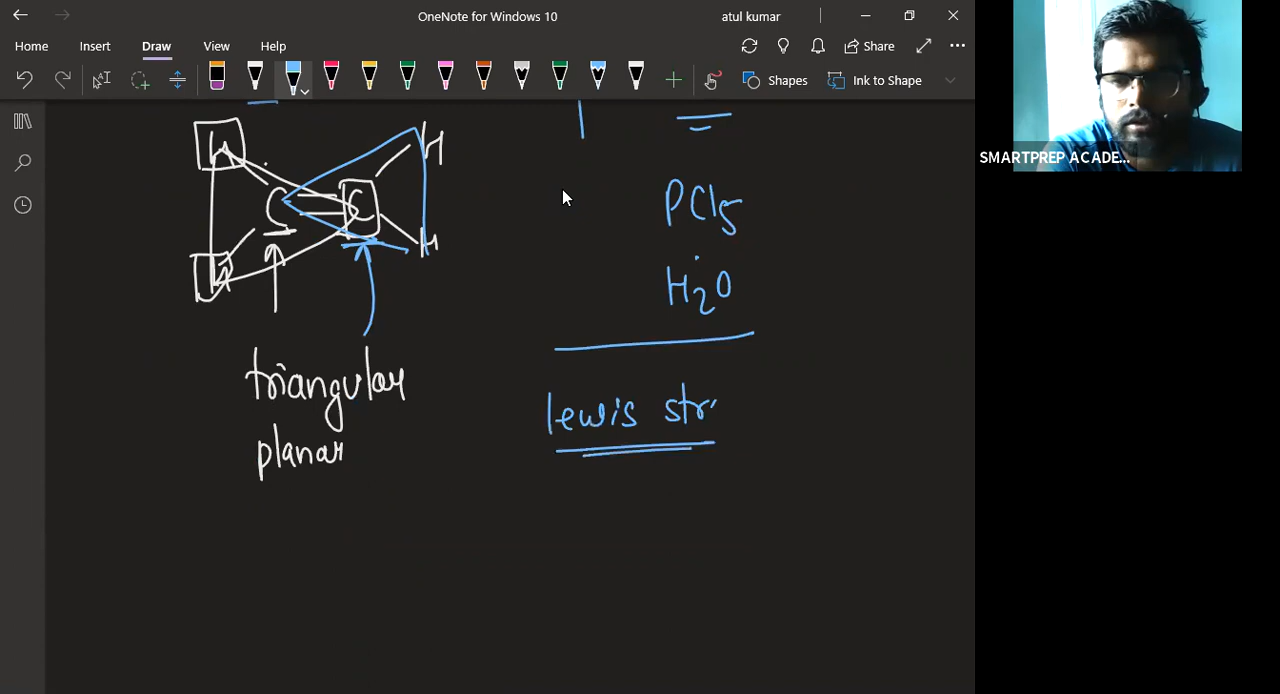 OneNote for Windows 10
atul kumar
Home Insert Draw View Help
Share
Shapes
Ink to Shape
SMARTPREP ACADE...
H H
C C
H H
PCl5
H2O
triangular
planar
lewis str